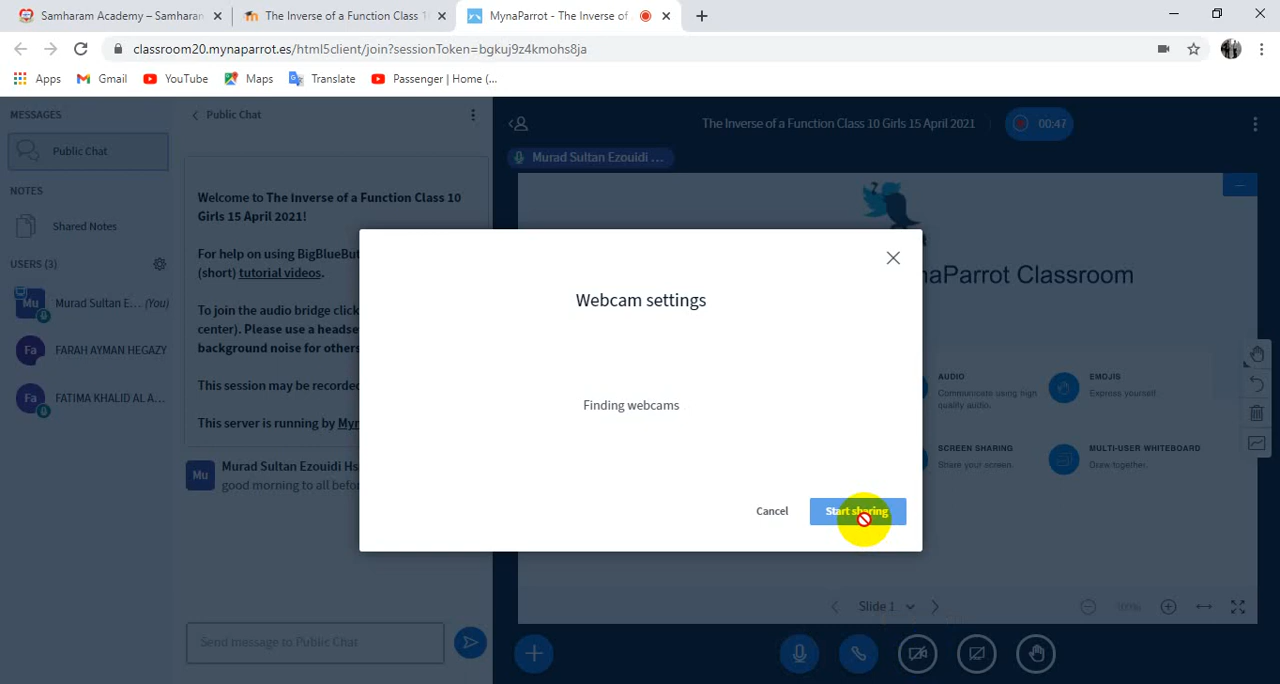 Samharam Academy – Samharan
The Inverse of a Function Class 1
MynaParrot - The Inverse of
classroom20.mynaparrot.es/html5client/join?sessionToken=bgkuj9z4kmohs8ja
Apps
Gmail
YouTube
Maps
Translate
Passenger | Home (...
MESSAGES
Public Chat
NOTES
Shared Notes
USERS (3)
Mu
Murad Sultan E... (You)
Fa
FARAH AYMAN HEGAZY
Fa
FATIMA KHALID AL A...
Public Chat
Welcome to The Inverse of a Function Class 10
Girls 15 April 2021!
For help on using BigBlueBut
(short) tutorial videos.
To join the audio bridge click
center). Please use a headse
background noise for others
This session may be recorde
This server is running by Myn
Mu
Murad Sultan Ezouidi Hs
good morning to all befor
Send message to Public Chat
The Inverse of a Function Class 10 Girls 15 April 2021
00:47
Murad Sultan Ezouidi ...
naParrot Classroom
AUDIO
Communicate using high
quality audio.
EMOJIS
Express yourself.
SCREEN SHARING
Share your screen.
MULTI-USER WHITEBOARD
Draw together.
Webcam settings
Finding webcams
Cancel
Start sharing
Slide 1
100%